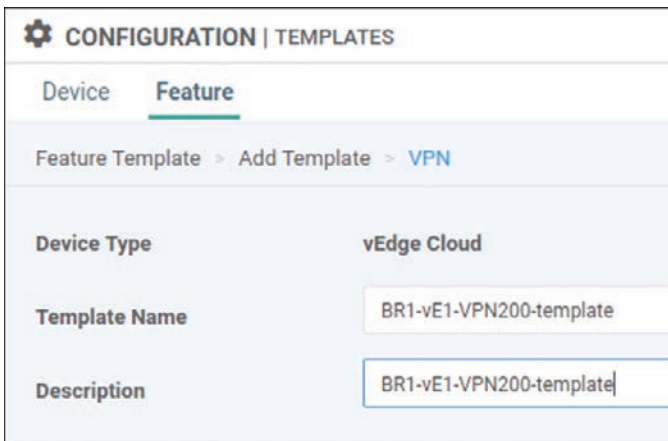 CONFIGURATION | TEMPLATES
Device Feature
Feature Template > Add Template > VPN
Device Type vEdge Cloud
Template Name BR1-vE1-VPN200-template
Description BR1-vE1-VPN200-template